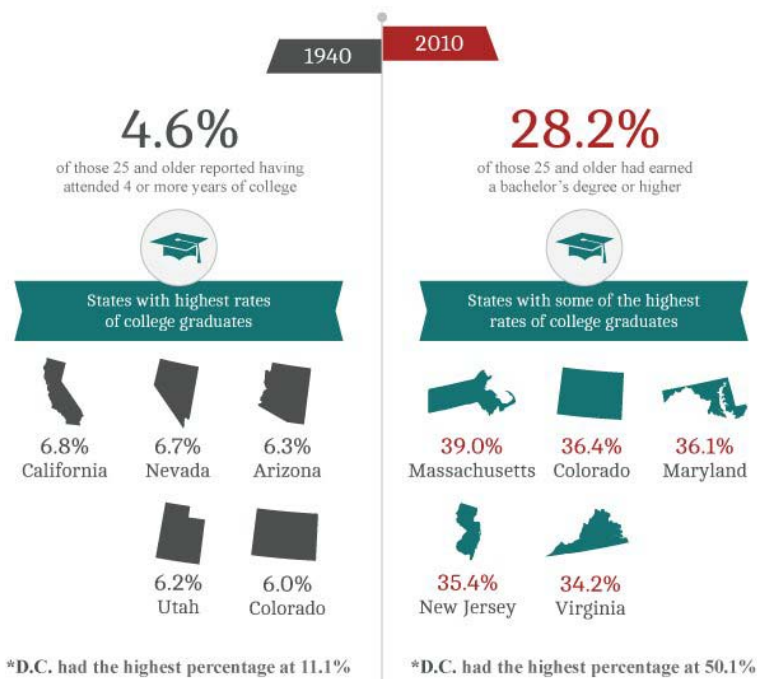 1940
4.6%
of those 25 and older reported having
attended 4 or more years of college
States with highest rates
of college graduates
6.8%
California
6.7%
Nevada
6.3%
Arizona
6.2%
Utah
6.0%
Colorado
*D.C. had the highest percentage at 11.1%
2010
28.2%
of those 25 and older had earned
a bachelor's degree or higher
States with some of the highest
rates of college graduates
39.0%
Massachusetts
36.4%
Colorado
36.1%
Maryland
35.4%
New Jersey
34.2%
Virginia
*D.C. had the highest percentage at 50.1%